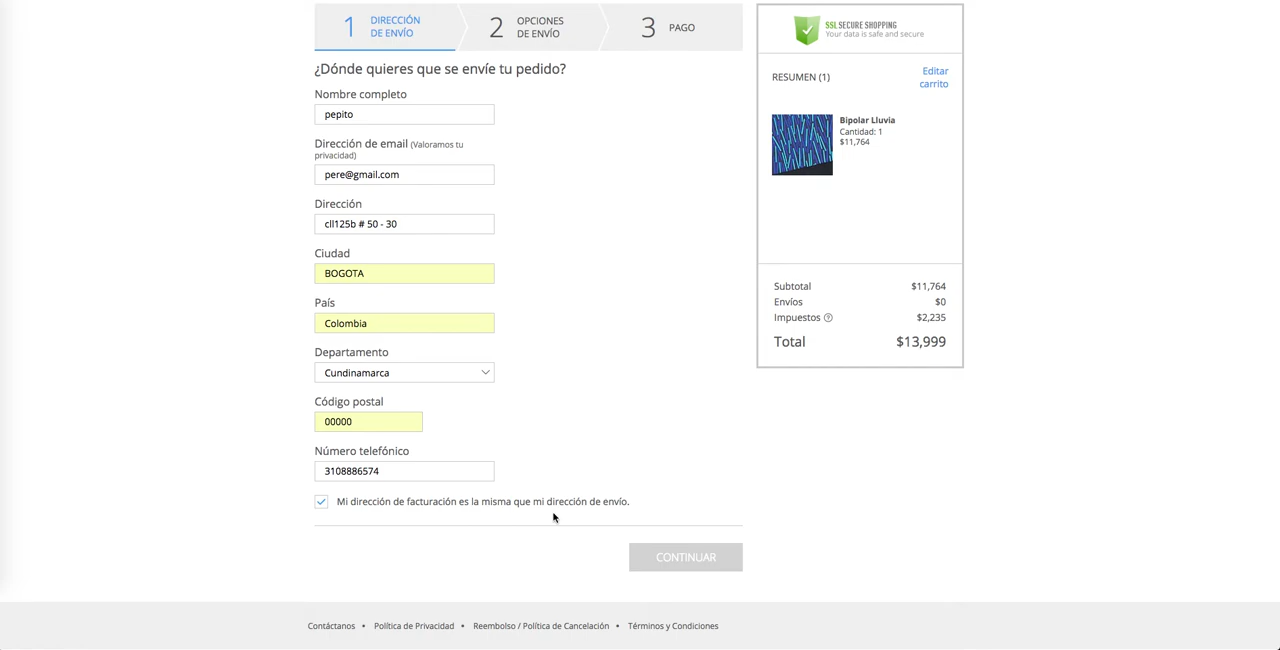 1 DIRECCIÓN
DE ENVÍO
2 OPCIONES
DE ENVÍO
3 PAGO
¿Dónde quieres que se envíe tu pedido?
Nombre completo
pepito
Dirección de email (Valoramos tu
privacidad)
pere@gmail.com
Dirección
cll125b # 50 - 30
Ciudad
BOGOTA
País
Colombia
Departamento
Cundinamarca
Código postal
00000
Número telefónico
3108886574
Mi dirección de facturación es la misma que mi dirección de envío.
CONTINUAR
SSL SECURE SHOPPING
Your data is safe and secure
RESUMEN (1)
Editar
carrito
Bipolar Lluvia
Cantidad: 1
$11,764
Subtotal $11,764
Envíos $0
Impuestos ? $2,235
Total $13,999
Contáctanos • Política de Privacidad • Reembolso / Política de Cancelación • Términos y Condiciones